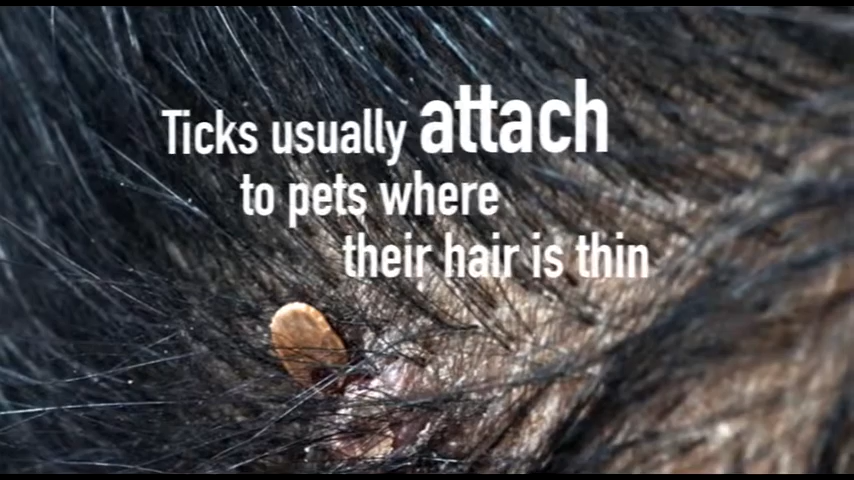 Ticks usually attach
to pets where
their hair is thin